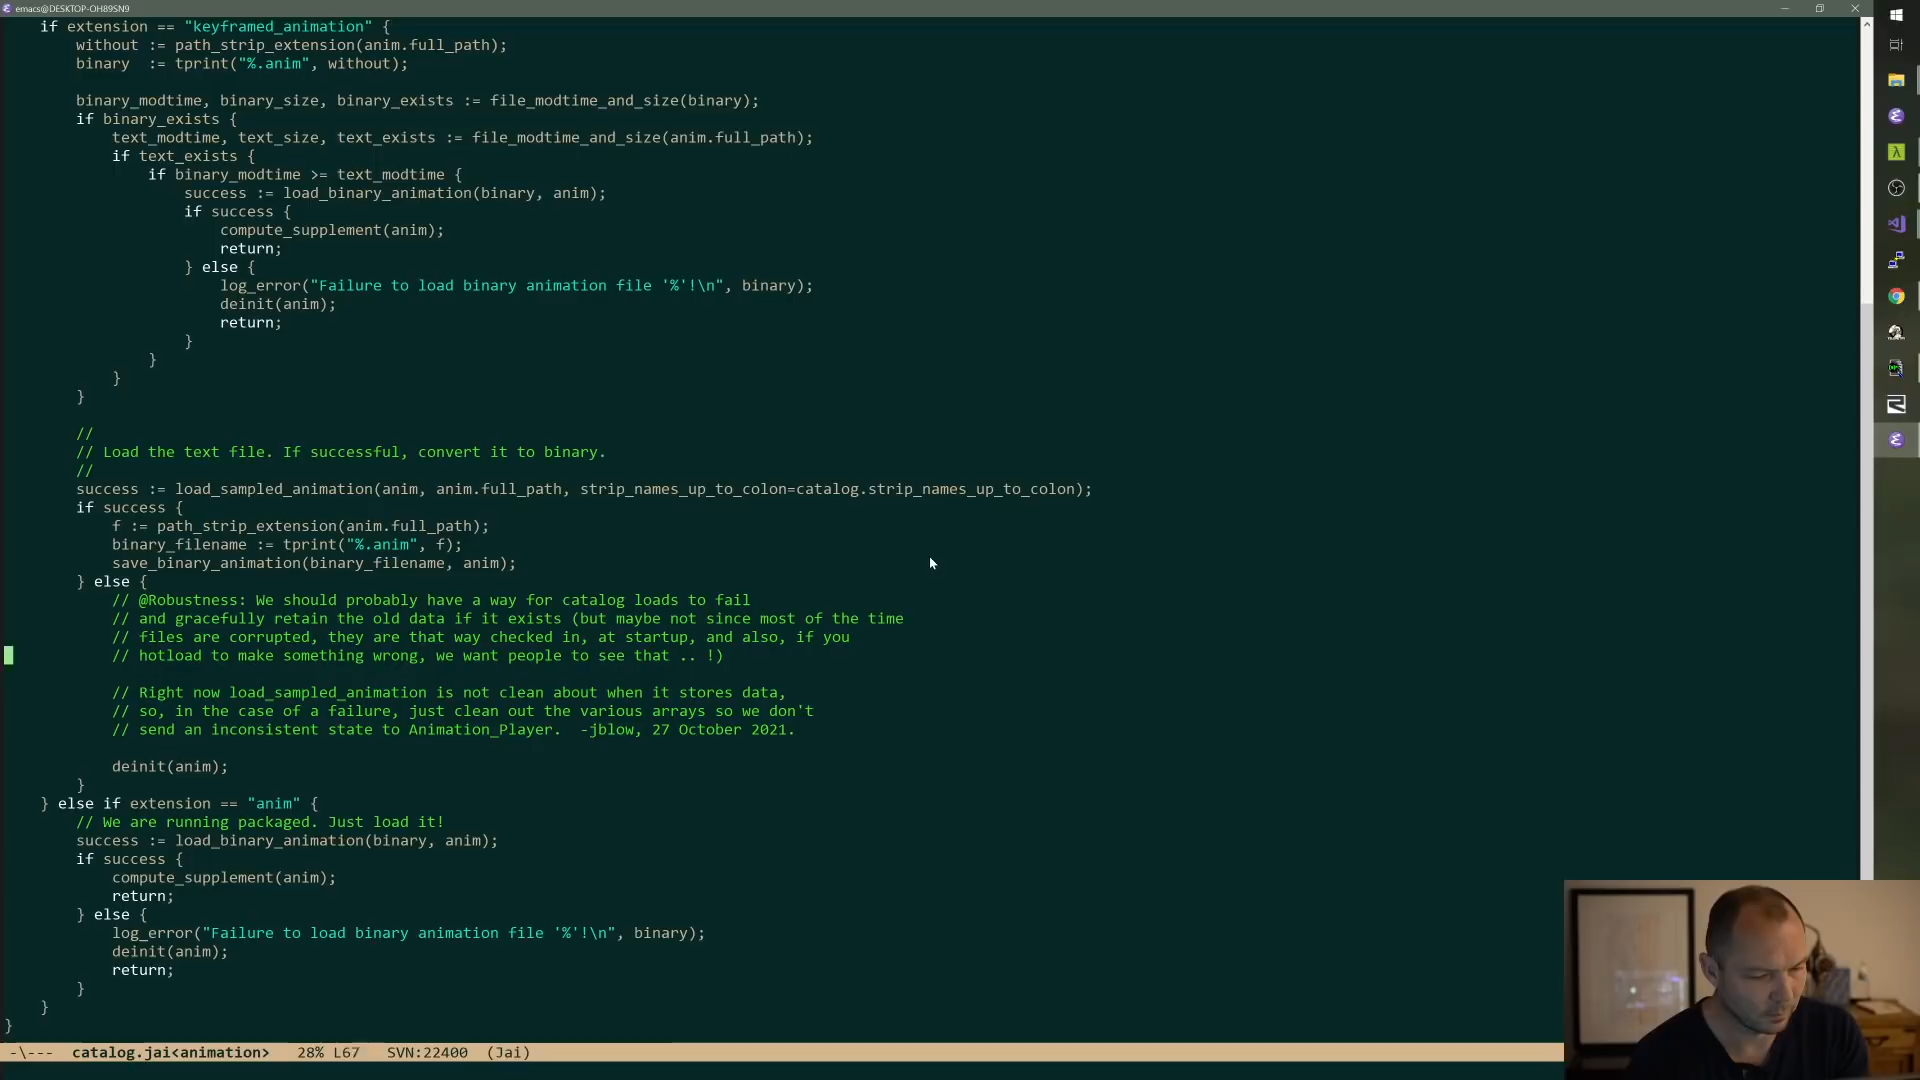 emacs@DESKTOP-OH89SN9
if extension == "keyframed_animation" {
without := path_strip_extension(anim.full_path);
binary  := tprint("%.anim", without);
binary_modtime, binary_size, binary_exists := file_modtime_and_size(binary);
if binary_exists {
text_modtime, text_size, text_exists := file_modtime_and_size(anim.full_path);
if text_exists {
if binary_modtime >= text_modtime {
success := load_binary_animation(binary, anim);
if success {
compute_supplement(anim);
return;
} else {
log_error("Failure to load binary animation file '%'!\n", binary);
deinit(anim);
return;
}
}
}
}
//
// Load the text file. If successful, convert it to binary.
//
success := load_sampled_animation(anim, anim.full_path, strip_names_up_to_colon=catalog.strip_names_up_to_colon);
if success {
f := path_strip_extension(anim.full_path);
binary_filename := tprint("%.anim", f);
save_binary_animation(binary_filename, anim);
} else {
// @Robustness: We should probably have a way for catalog loads to fail
// and gracefully retain the old data if it exists (but maybe not since most of the time
// files are corrupted, they are that way checked in, at startup, and also, if you
// hotload to make something wrong, we want people to see that .. !)
// Right now load_sampled_animation is not clean about when it stores data,
// so, in the case of a failure, just clean out the various arrays so we don't
// send an inconsistent state to Animation_Player.  -jblow, 27 October 2021.
deinit(anim);
}
} else if extension == "anim" {
// We are running packaged. Just load it!
success := load_binary_animation(binary, anim);
if success {
compute_supplement(anim);
return;
} else {
log_error("Failure to load binary animation file '%'!\n", binary);
deinit(anim);
return;
}
}
}
-\--- catalog.jai<animation> 28% L67 SVN:22400 (Jai)